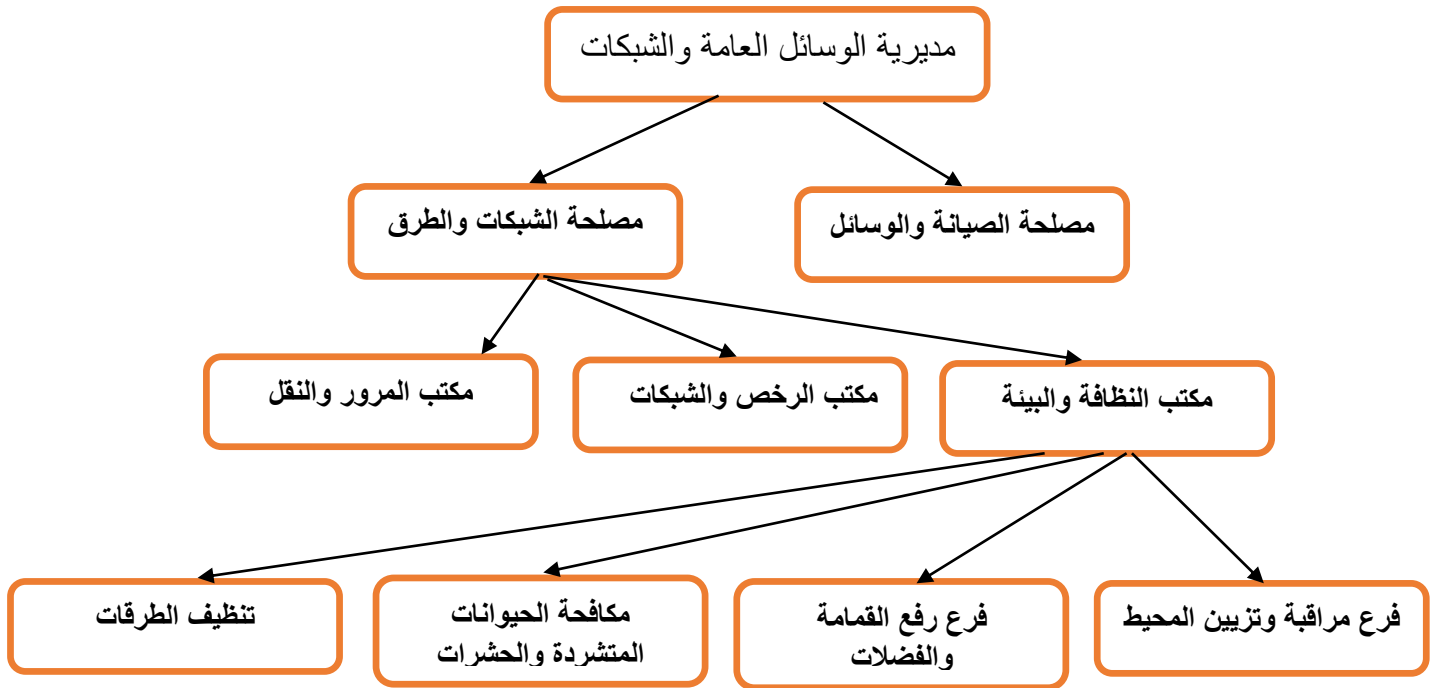 مديرية الوسائل العامة والشبكات
مصلحة الصيانة والوسائل
مصلحة الشبكات والطرق
مكتب النظافة والبيئة
مكتب الرخص والشبكات
مكتب المرور والنقل
فرع مراقبة وتزيين المحيط
فرع رفع القمامة
والفضلات
مكافحة الحيوانات
المتشردة والحشرات
تنظيف الطرقات